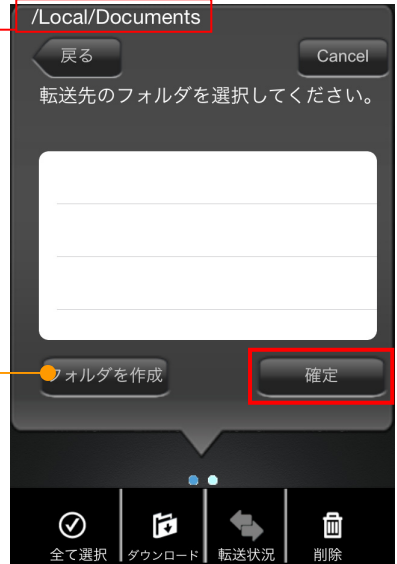 /Local/Documents
戻る
Cancel
転送先のフォルダを選択してください。
フォルダを作成
確定
全て選択
ダウンロード
転送状況
削除